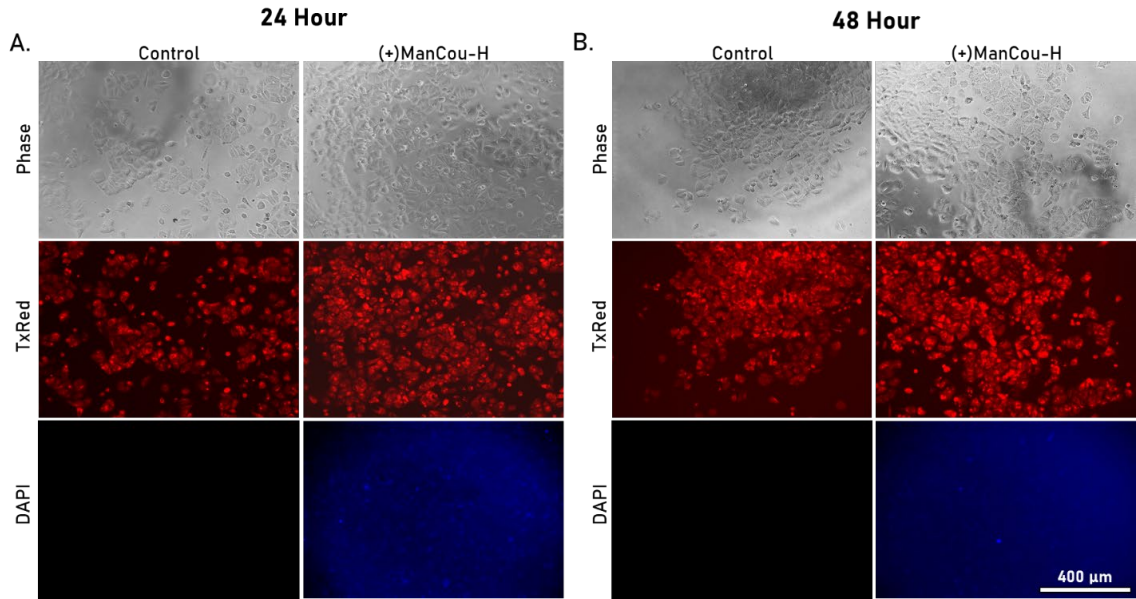 24 Hour
48 Hour
A.
B.
Control
(+)ManCou-H
Control
(+)ManCou-H
Phase
Phase
TxRed
TxRed
DAPI
DAPI
400 µm